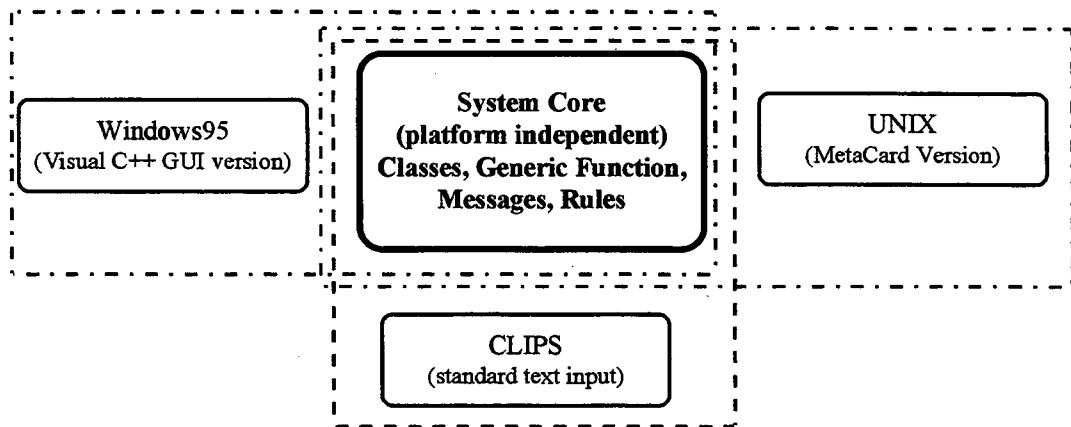 System Core
(platform independent)
Classes, Generic Function,
Messages, Rules
Windows95
(Visual C++ GUI version)
UNIX
(MetaCard Version)
CLIPS
(standard text input)